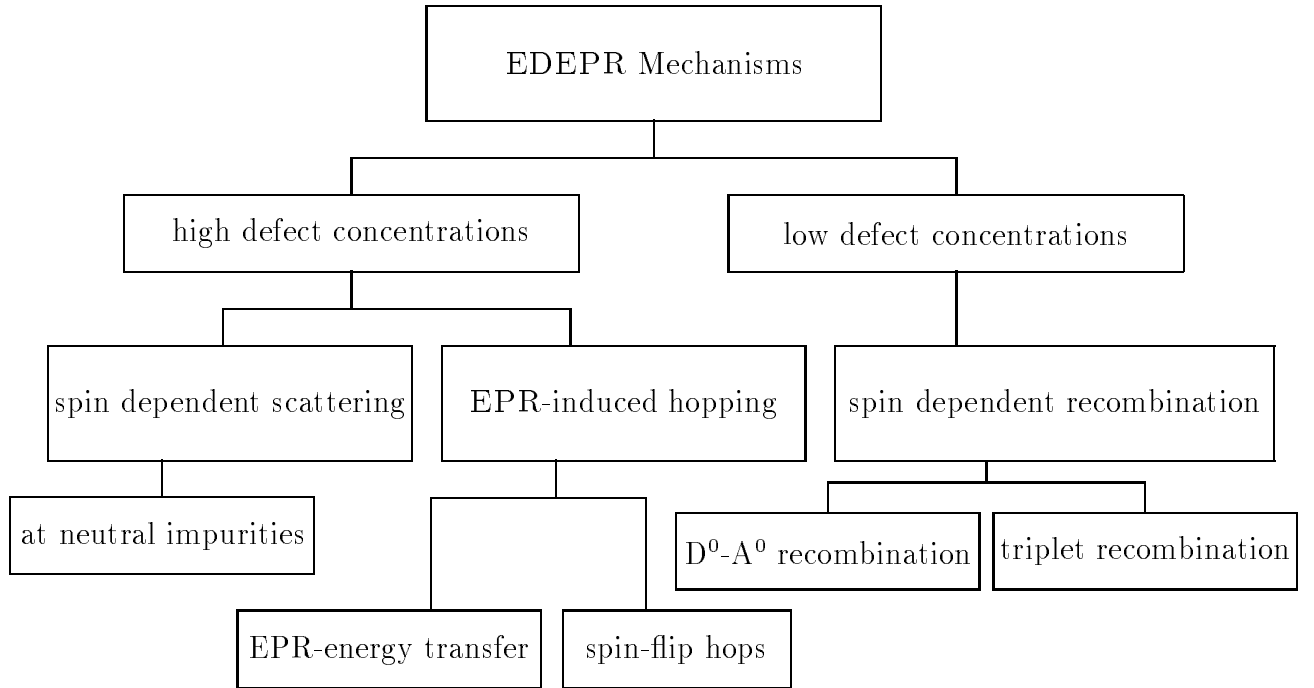 EDEPR Mechanisms
high defect concentrations
low defect concentrations
spin dependent scattering
EPR-induced hopping
spin dependent recombination
at neutral impurities
D⁰-A⁰ recombination
triplet recombination
EPR-energy transfer
spin-flip hops